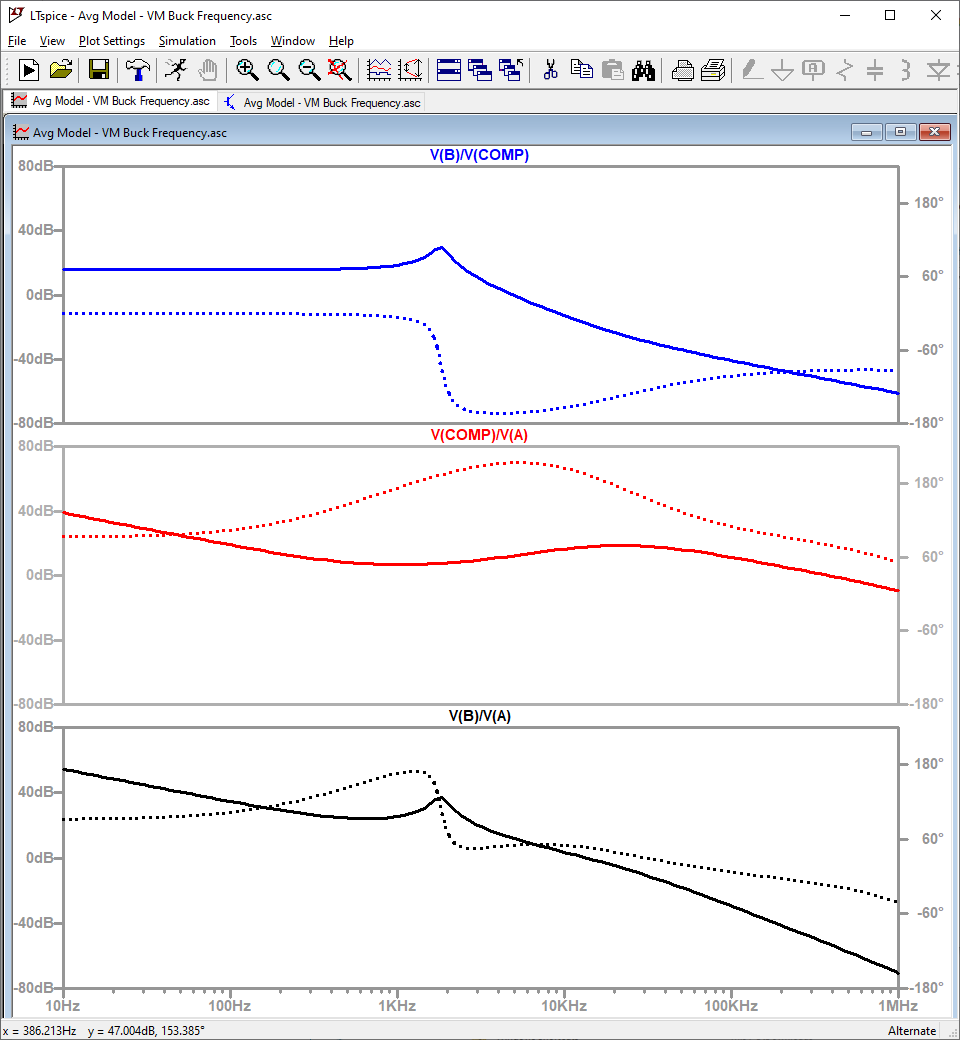 LTspice - Avg Model - VM Buck Frequency.asc
File View Plot Settings Simulation Tools Window Help
Avg Model - VM Buck Frequency.asc Avg Model - VM Buck Frequency.asc
Avg Model - VM Buck Frequency.asc
V(B)/V(COMP)
80dB
180°
40dB
60°
0dB
-60°
-40dB
-80dB -180°
V(COMP)/V(A)
80dB
180°
40dB
60°
0dB
-60°
-40dB
-80dB -180°
V(B)/V(A)
80dB
180°
40dB
60°
0dB
-60°
-40dB
-80dB -180°
10Hz 100Hz 1KHz 10KHz 100KHz 1MHz
x = 386.213Hz y = 47.004dB, 153.385° Alternate